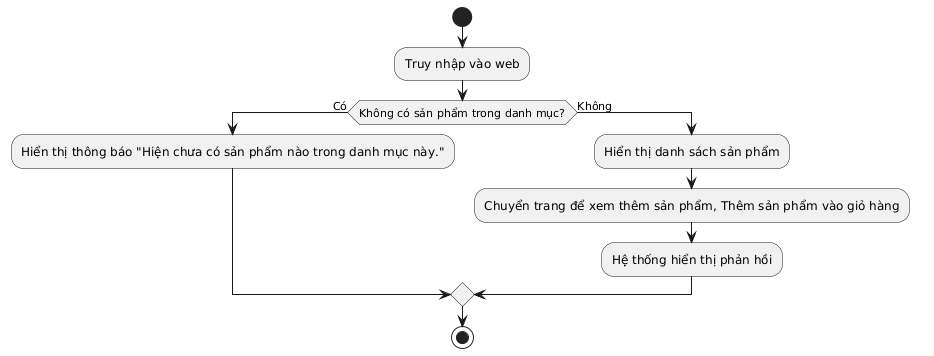 Truy nhập vào web
Có
Không có sản phẩm trong danh mục?
Không
Hiển thị thông báo "Hiện chưa có sản phẩm nào trong danh mục này."
Hiển thị danh sách sản phẩm
Chuyển trang để xem thêm sản phẩm, Thêm sản phẩm vào giỏ hàng
Hệ thống hiển thị phản hồi